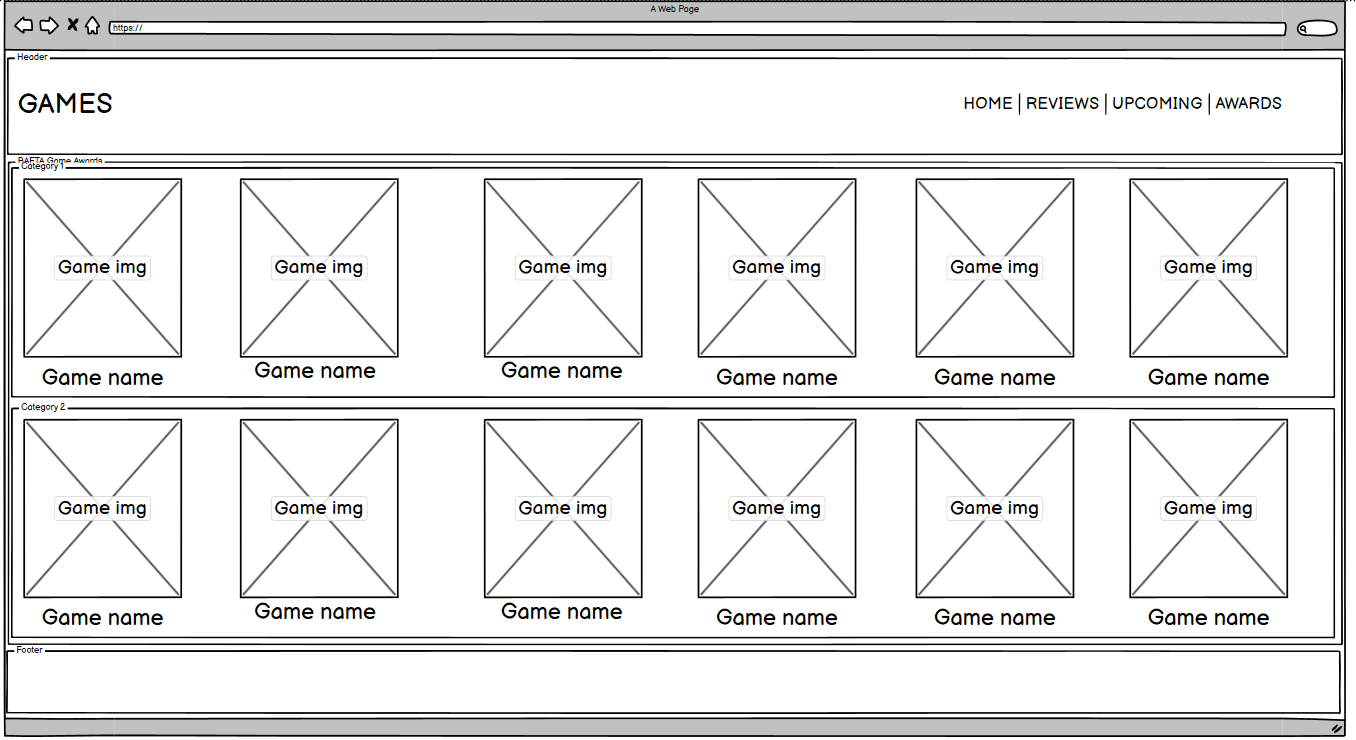 A Web Page
https://
Header
GAMES
HOME | REVIEWS | UPCOMING | AWARDS
BAFTA Game Awards
Category 1
Game img Game img Game img Game img Game img Game img
Game name Game name Game name Game name Game name Game name
Category 2
Game img Game img Game img Game img Game img Game img
Game name Game name Game name Game name Game name Game name
Footer